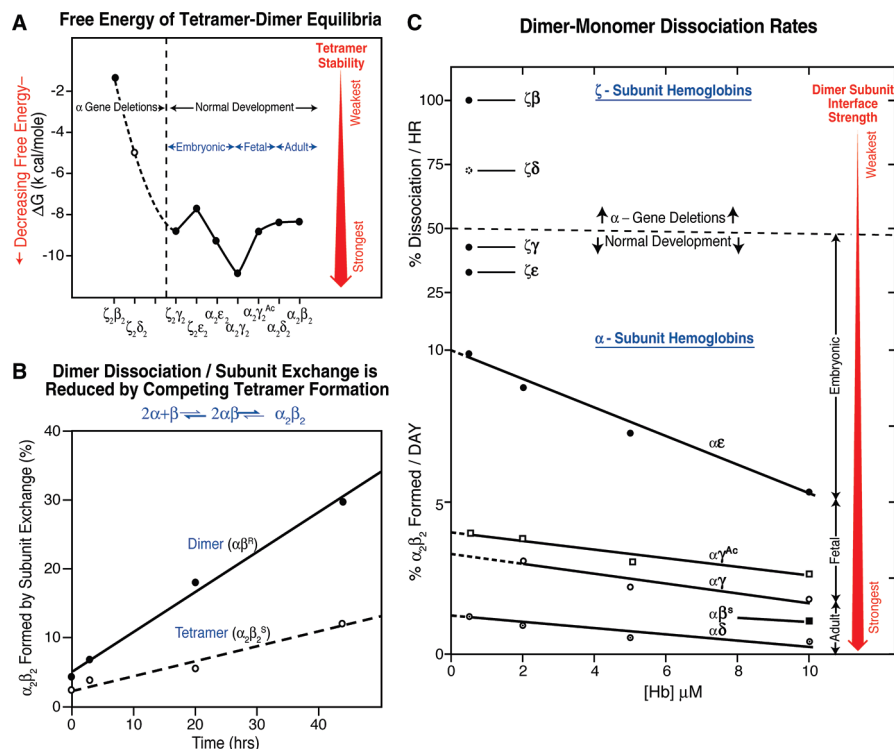 A
Free Energy of Tetramer-Dimer Equilibria
Tetramer
Stability
← Decreasing Free Energy–
ΔG (k cal/mole)
-2
-4
-6
-8
-10
α Gene Deletions
Normal Development
Embryonic
Fetal
Adult
Weakest
Strongest
ζ₂β₂
ζ₂δ₂
ζ₂γ₂
ζ₂ε₂
α₂ε₂
α₂γ₂
α₂γ₂ᴬᶜ
α₂δ₂
α₂β₂
B
Dimer Dissociation / Subunit Exchange is
Reduced by Competing Tetramer Formation
2α+β ⇌ 2αβ ⇌ α₂β₂
α₂β₂ Formed by Subunit Exchange (%)
40
30
20
10
0
Dimer (αβᴿ)
Tetramer (α₂β₂ˢ)
0
20
40
Time (hrs)
C
Dimer-Monomer Dissociation Rates
% Dissociation / HR
100
75
50
25
ζβ
ζδ
ζγ
ζε
ζ - Subunit Hemoglobins
α – Gene Deletions
Normal Development
α - Subunit Hemoglobins
% α₂β₂ Formed / DAY
10
5
0
αε
αγᴬᶜ
αγ
αβˢ
αδ
Embryonic
Fetal
Adult
Dimer Subunit
Interface
Strength
Weakest
Strongest
0
2
4
6
8
10
[Hb] μM